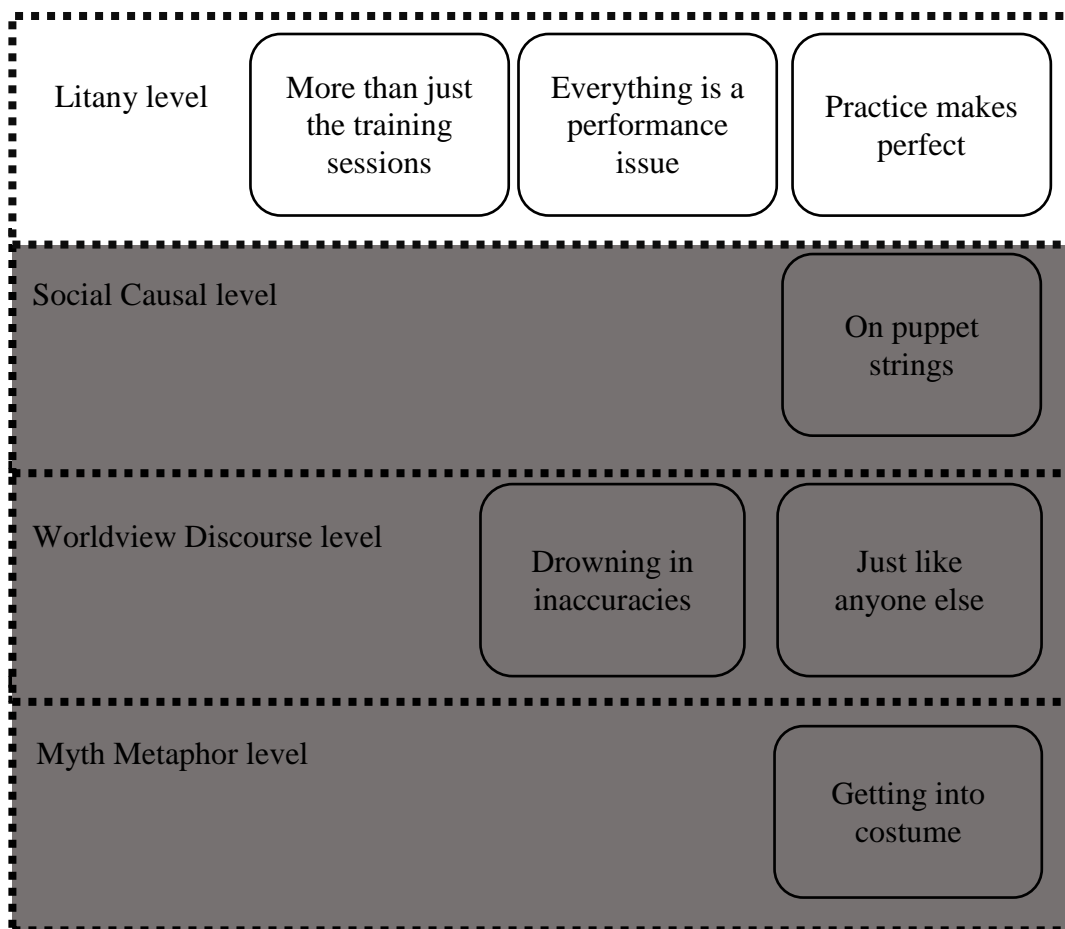 Litany level
More than just
the training
sessions
Everything is a
performance
issue
Practice makes
perfect
Social Causal level
On puppet
strings
Worldview Discourse level
Drowning in
inaccuracies
Just like
anyone else
Myth Metaphor level
Getting into
costume